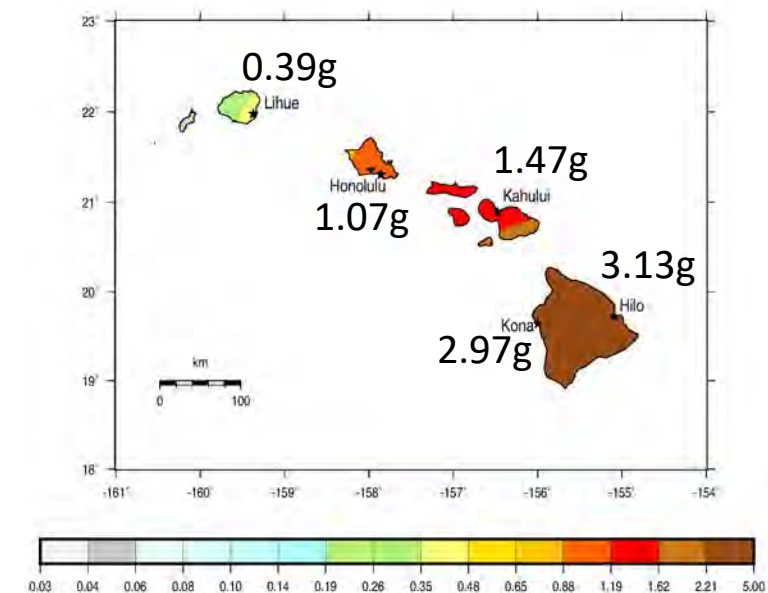 23˚
0.39g
22˚
Lihue
1.47g
Honolulu
Kahului
21˚
1.07g
3.13g
20˚
Hilo
Kona
2.97g
km
19˚
0 100
18˚
-161˚ -160˚ -159˚ -158˚ -157˚ -156˚ -155˚ -154˚
0.03 0.04 0.06 0.08 0.10 0.14 0.19 0.26 0.35 0.48 0.65 0.88 1.19 1.62 2.21 5.00